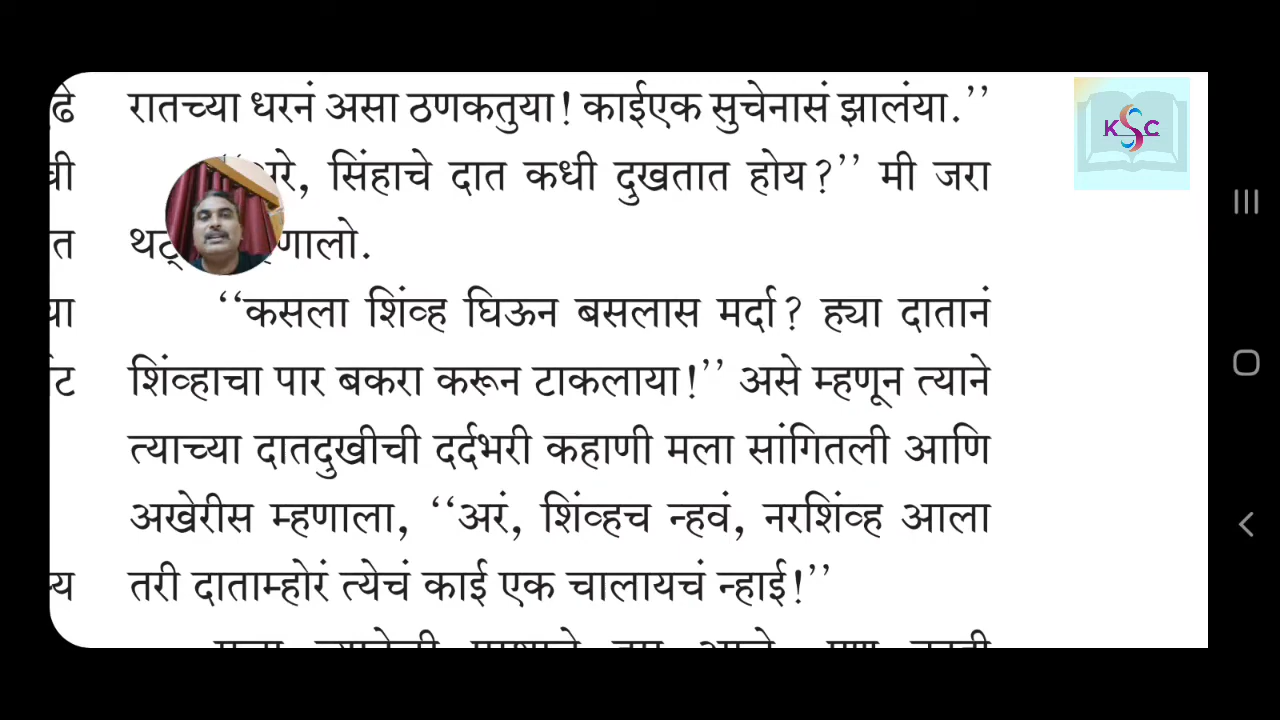 रातच्या धरनं असा ठणकतुया! काईएक सुचेनासं झालंया.’’
सिंहाचे दात कधी दुखतात होय?’’ मी जरा
‘‘कसला शिंव्ह घिऊन बसलास मर्दा? ह्या दातानं
शिंव्हाचा पार बकरा करून टाकलाया!’’ असे म्हणून त्याने
त्याच्या दातदुखीची दर्दभरी कहाणी मला सांगितली आणि
अखेरीस म्हणाला, ‘‘अरं, शिंव्हच न्हवं, नरशिंव्ह आला
तरी दाताम्होरं त्येचं काई एक चालायचं न्हाई!’’
KSC